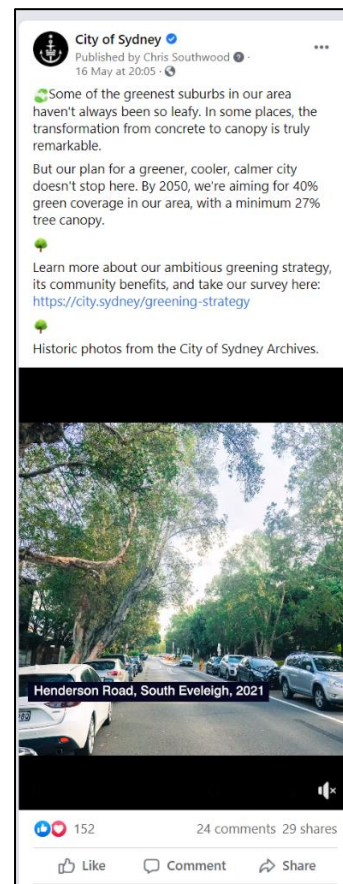 City of Sydney
Published by Chris Southwood
16 May at 20:05
Some of the greenest suburbs in our area
haven't always been so leafy. In some places, the
transformation from concrete to canopy is truly
remarkable.
But our plan for a greener, cooler, calmer city
doesn't stop here. By 2050, we're aiming for 40%
green coverage in our area, with a minimum 27%
tree canopy.
Learn more about our ambitious greening strategy,
its community benefits, and take our survey here:
https://city.sydney/greening-strategy
Historic photos from the City of Sydney Archives.
Henderson Road, South Eveleigh, 2021
152
24 comments 29 shares
Like Comment Share